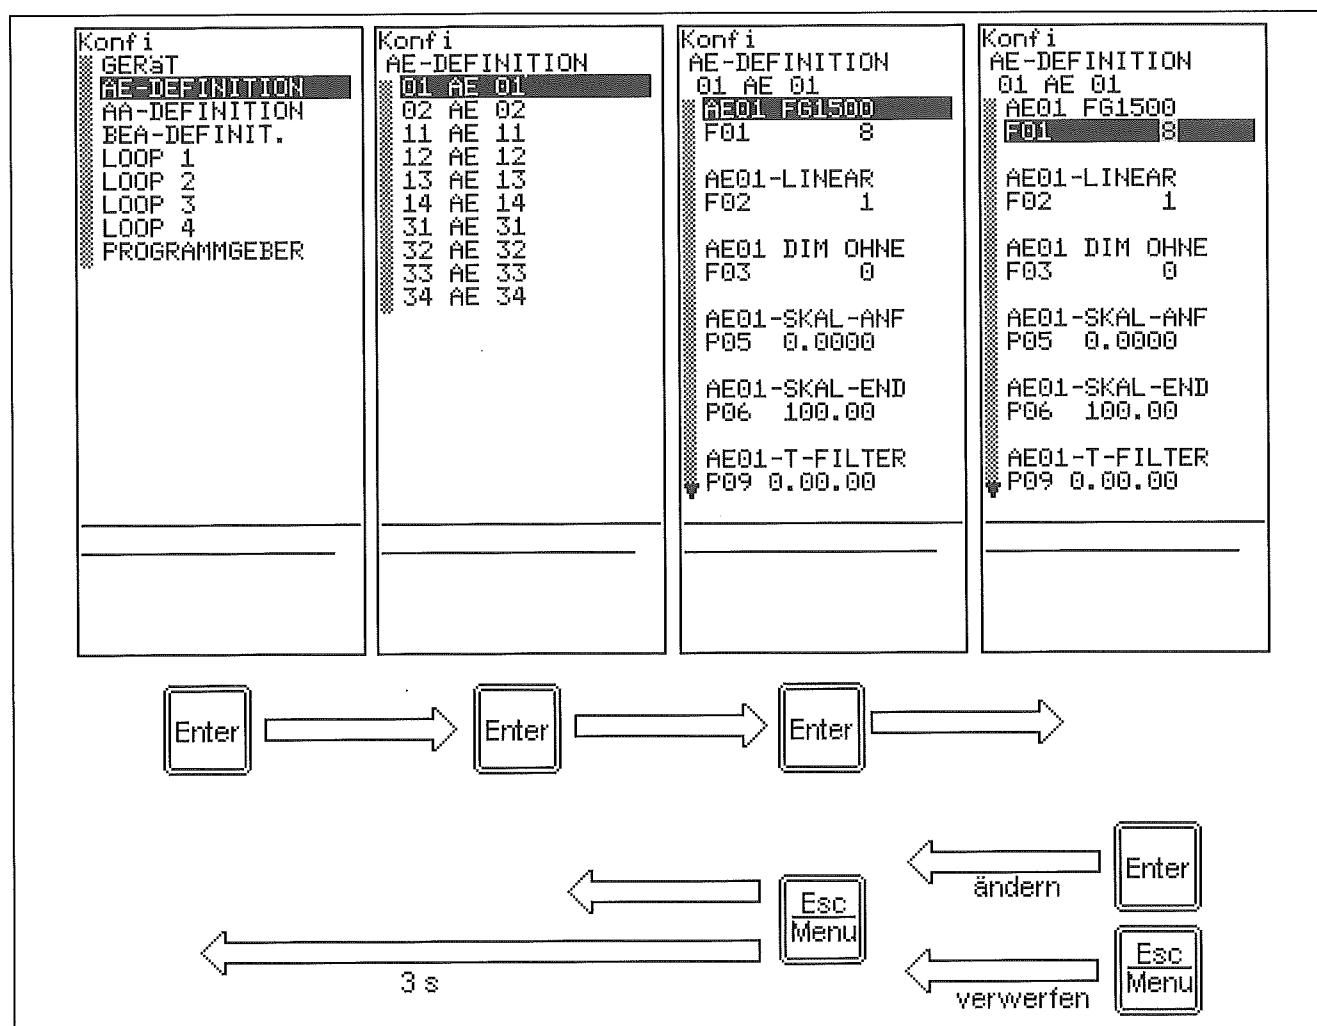 Konfi
GERaT
AE-DEFINITION
AA-DEFINITION
BEA-DEFINIT.
LOOP 1
LOOP 2
LOOP 3
LOOP 4
PROGRAMMGEBER
Konfi
AE-DEFINITION
01 AE 01
02 AE 02
11 AE 11
12 AE 12
13 AE 13
14 AE 14
31 AE 31
32 AE 32
33 AE 33
34 AE 34
Konfi
AE-DEFINITION
01 AE 01
AE01 FG1500
F01 8
AE01-LINEAR
F02 1
AE01 DIM OHNE
F03 0
AE01-SKAL-ANF
P05 0.0000
AE01-SKAL-END
P06 100.00
AE01-T-FILTER
P09 0.00.00
Konfi
AE-DEFINITION
01 AE 01
AE01 FG1500
F01 8
AE01-LINEAR
F02 1
AE01 DIM OHNE
F03 0
AE01-SKAL-ANF
P05 0.0000
AE01-SKAL-END
P06 100.00
AE01-T-FILTER
P09 0.00.00
Enter
Enter
Enter
Enter
ändern
Esc
Menu
3 s
Esc
Menu
verwerfen